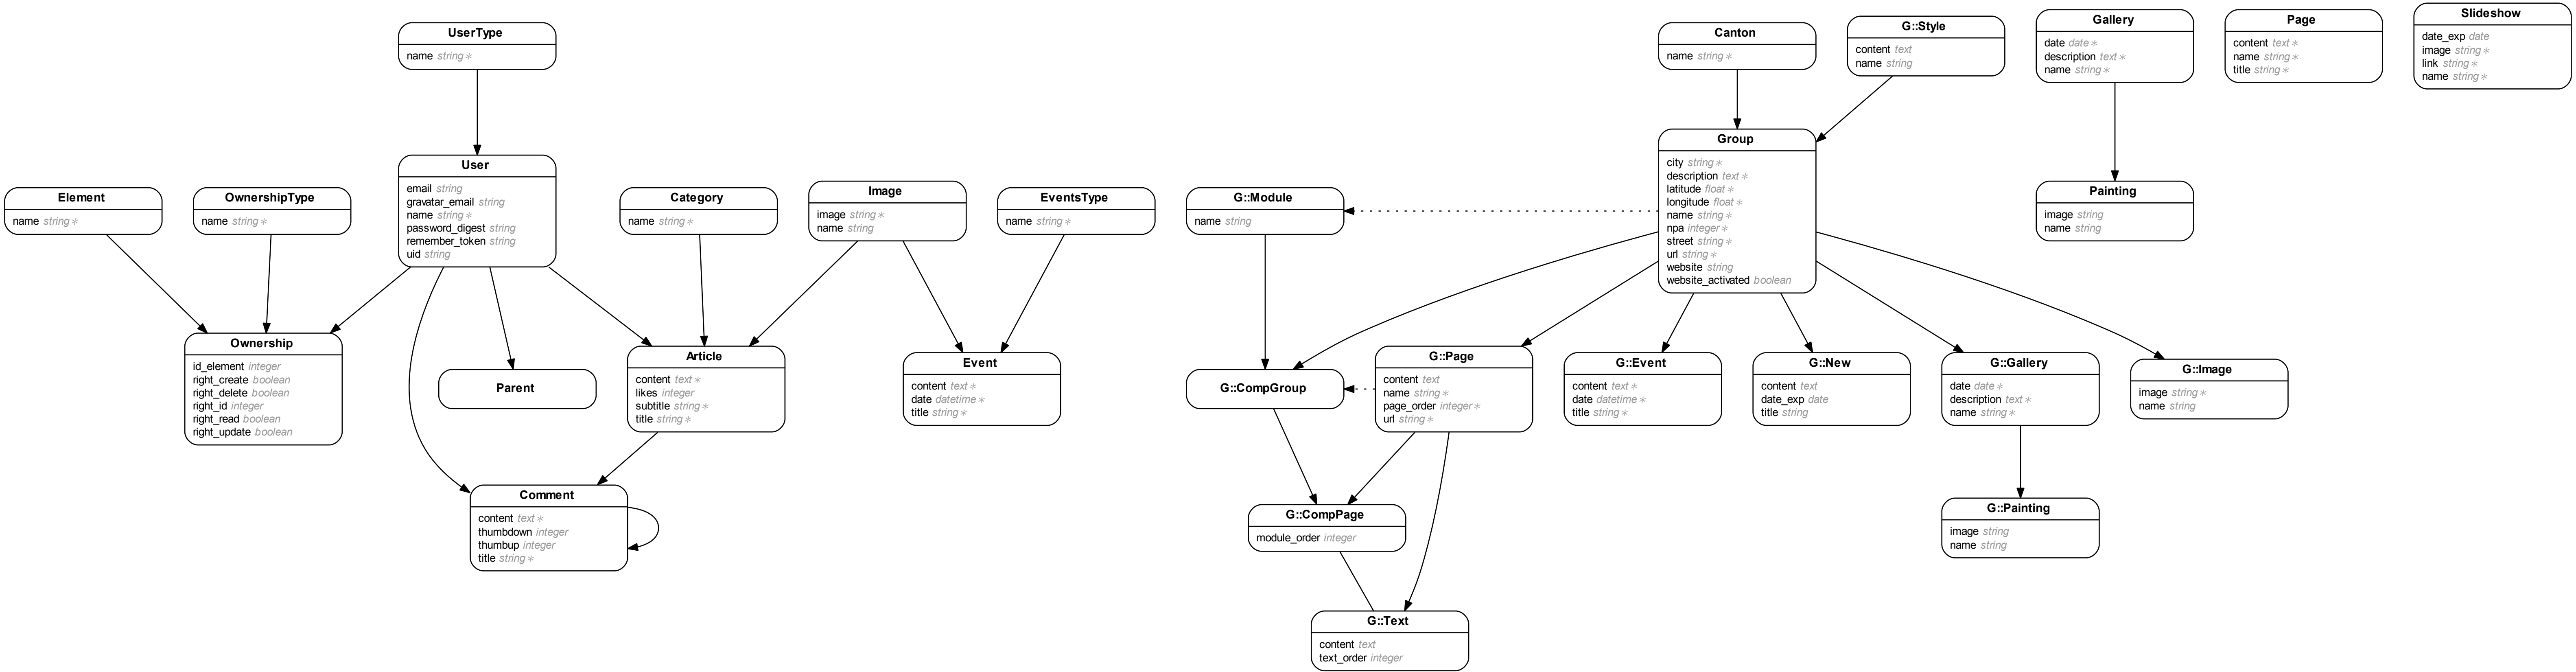 UserType
name string ∗
Canton
name string ∗
G::Style
content text
name string
Gallery
date date ∗
description text ∗
name string ∗
Page
content text ∗
name string ∗
title string ∗
Slideshow
date_exp date
image string ∗
link string ∗
name string ∗
Element
name string ∗
OwnershipType
name string ∗
User
email string
gravatar_email string
name string ∗
password_digest string
remember_token string
uid string
Category
name string ∗
Image
image string ∗
name string
EventsType
name string ∗
G::Module
name string
Group
city string ∗
description text ∗
latitude float ∗
longitude float ∗
name string ∗
npa integer ∗
street string ∗
url string ∗
website string
website_activated boolean
Painting
image string
name string
Ownership
id_element integer
right_create boolean
right_delete boolean
right_id integer
right_read boolean
right_update boolean
Parent
Article
content text ∗
likes integer
subtitle string ∗
title string ∗
Event
content text ∗
date datetime ∗
title string ∗
G::CompGroup
G::Page
content text
name string ∗
page_order integer ∗
url string ∗
G::Event
content text ∗
date datetime ∗
title string ∗
G::New
content text
date_exp date
title string
G::Gallery
date date ∗
description text ∗
name string ∗
G::Image
image string ∗
name string
Comment
content text ∗
thumbdown integer
thumbup integer
title string ∗
G::CompPage
module_order integer
G::Painting
image string
name string
G::Text
content text
text_order integer